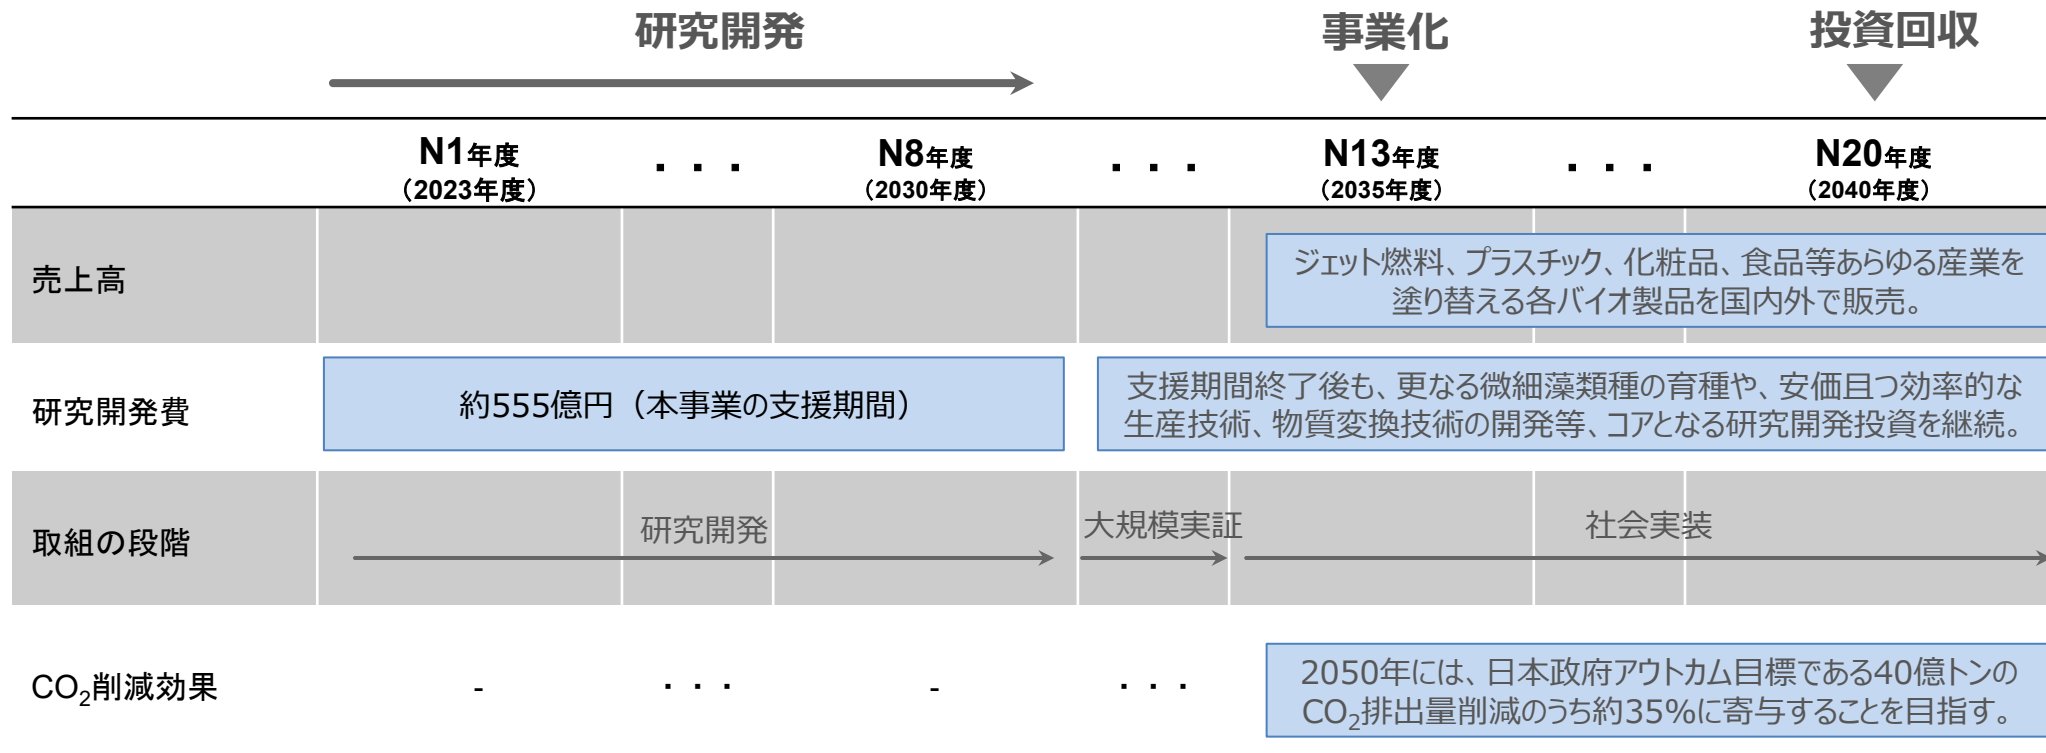 研究開発 事業化 投資回収
N1年度 ・・・ N8年度 ・・・ N13年度 ・・・ N20年度
（2023年度） （2030年度） （2035年度） （2040年度）
売上高
ジェット燃料、プラスチック、化粧品、食品等あらゆる産業を
塗り替える各バイオ製品を国内外で販売。
研究開発費
約555億円（本事業の支援期間）
支援期間終了後も、更なる微細藻類種の育種や、安価且つ効率的な
生産技術、物質変換技術の開発等、コアとなる研究開発投資を継続。
取組の段階
研究開発 大規模実証 社会実装
CO₂削減効果 - ・・・ - ・・・
2050年には、日本政府アウトカム目標である40億トンの
CO₂排出量削減のうち約35%に寄与することを目指す。